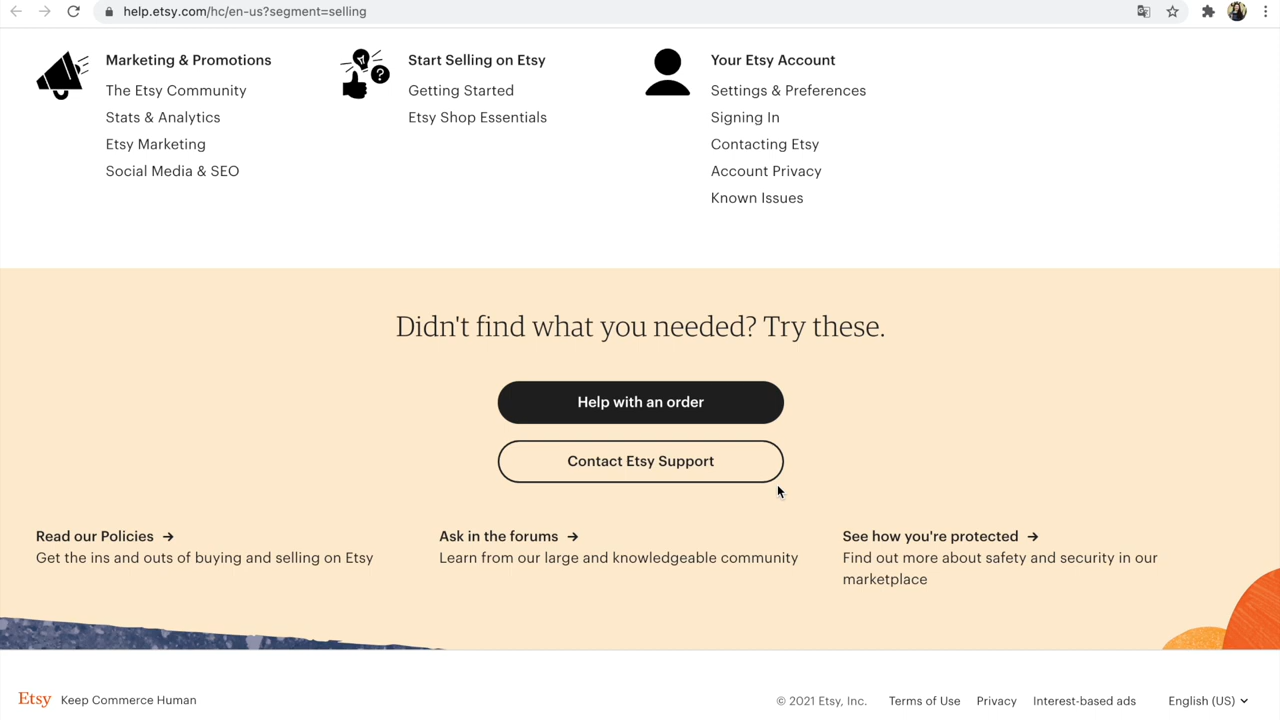 help.etsy.com/hc/en-us?segment=selling
Marketing & Promotions
The Etsy Community
Stats & Analytics
Etsy Marketing
Social Media & SEO
?
Start Selling on Etsy
Getting Started
Etsy Shop Essentials
Your Etsy Account
Settings & Preferences
Signing In
Contacting Etsy
Account Privacy
Known Issues
Didn't find what you needed? Try these.
Help with an order
Contact Etsy Support
Read our Policies →
Get the ins and outs of buying and selling on Etsy
Ask in the forums →
Learn from our large and knowledgeable community
See how you're protected →
Find out more about safety and security in our
marketplace
Etsy Keep Commerce Human
© 2021 Etsy, Inc. Terms of Use Privacy Interest-based ads English (US)